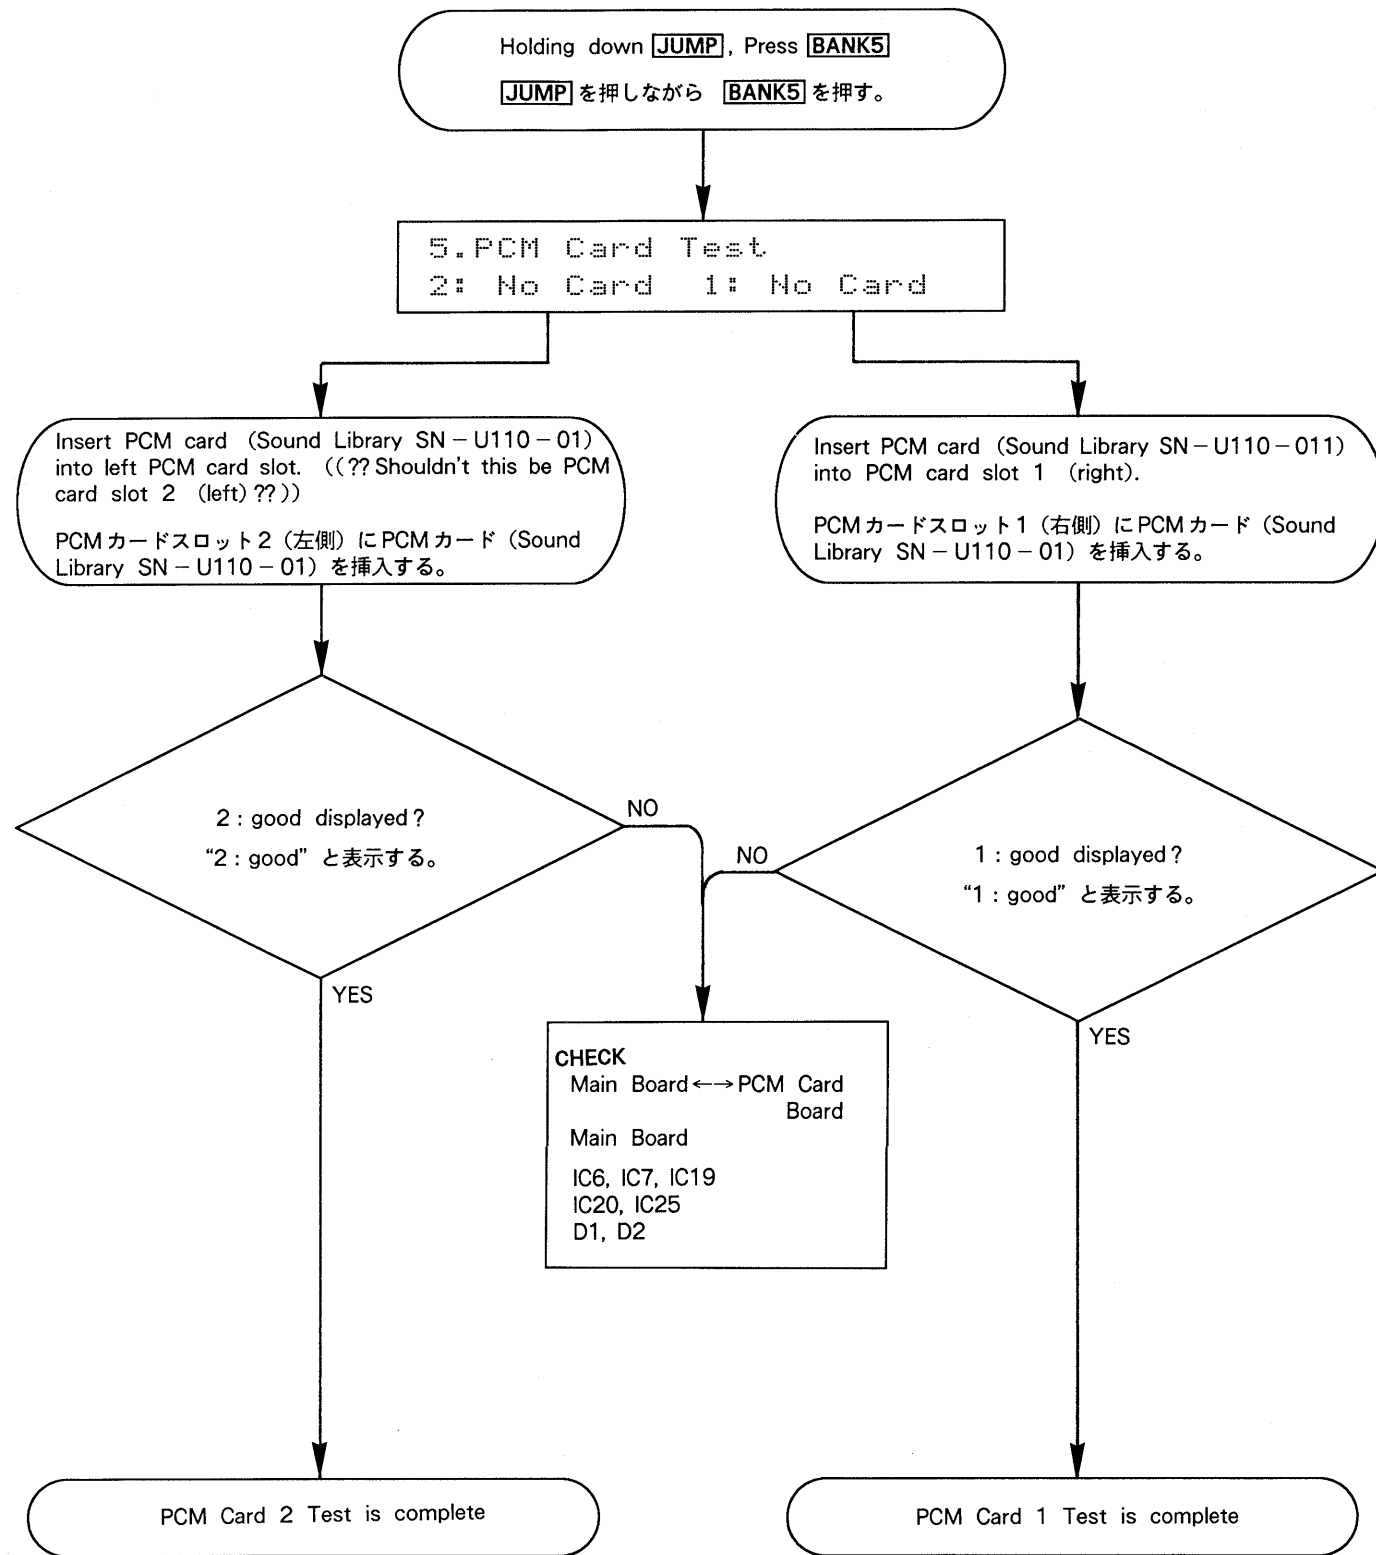 Holding down JUMP, Press BANK5
JUMP を押しながら BANK5 を押す。
5.PCM Card Test
2: No Card 1: No Card
Insert PCM card (Sound Library SN-U110-01)
into left PCM card slot. ((??Shouldn't this be PCM
card slot 2 (left)??))
PCMカードスロット2(左側)にPCMカード(Sound
Library SN-U110-01)を挿入する。
Insert PCM card (Sound Library SN-U110-011)
into PCM card slot 1 (right).
PCMカードスロット1(右側)にPCMカード(Sound
Library SN-U110-01)を挿入する。
2: good displayed?
“2: good” と表示する。
NO
YES
NO
1: good displayed?
“1: good” と表示する。
YES
CHECK
Main Board←→PCM Card
Board
Main Board
IC6, IC7, IC19
IC20, IC25
D1, D2
PCM Card 2 Test is complete
PCM Card 1 Test is complete